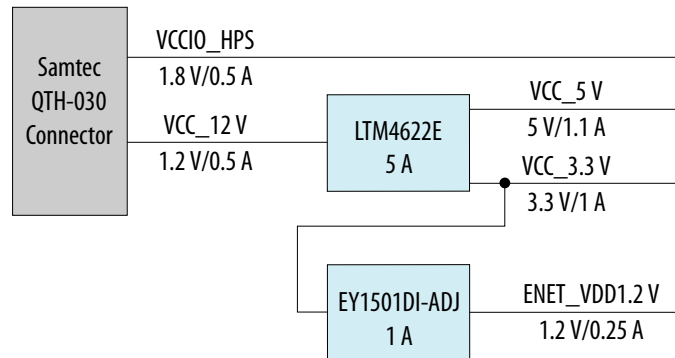 Samtec
QTH-030
Connector
VCCIO_HPS
1.8 V/0.5 A
VCC_12 V
1.2 V/0.5 A
LTM4622E
5 A
VCC_5 V
5 V/1.1 A
VCC_3.3 V
3.3 V/1 A
EY1501DI-ADJ
1 A
ENET_VDD1.2 V
1.2 V/0.25 A